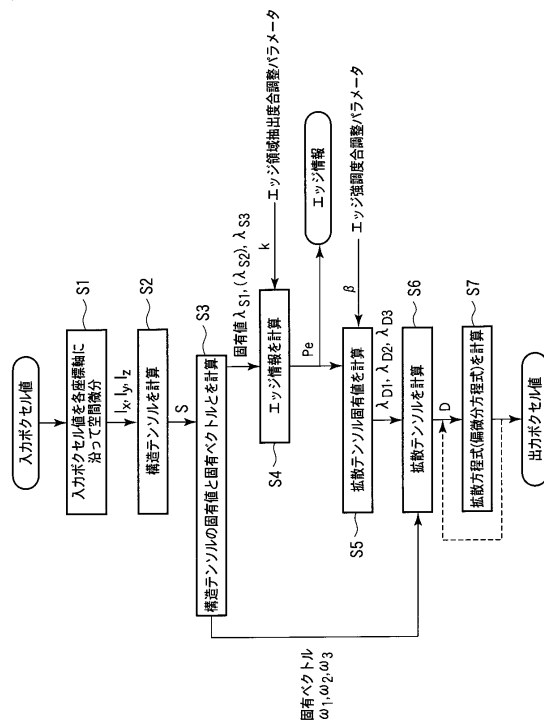 入力ボクセル値
入力ボクセル値を各座標軸に
沿って空間微分
S1
Ix, Iy, Iz
構造テンソルを計算
S2
S
構造テンソルの固有値と固有ベクトルとを計算
S3
固有値 λS1, (λS2), λS3
k
エッジ領域抽出度合調整パラメータ
エッジ情報を計算
S4
Pe
エッジ情報
β
エッジ強調度合調整パラメータ
拡散テンソル固有値を計算
S5
λD1, λD2, λD3
固有ベクトル
ω1, ω2, ω3
拡散テンソルを計算
S6
D
拡散方程式(偏微分方程式)を計算
S7
出力ボクセル値